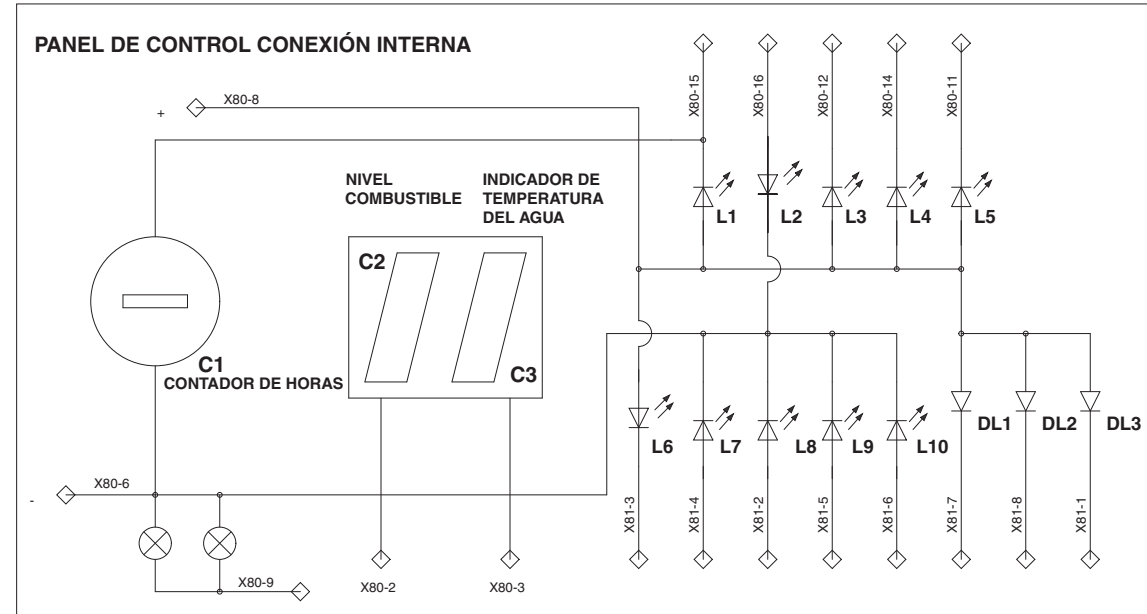 PANEL DE CONTROL CONEXIÓN INTERNA
X80-15
X80-16
X80-12
X80-14
X80-11
+
X80-8
NIVEL
COMBUSTIBLE
INDICADOR DE
TEMPERATURA
DEL AGUA
L1
L2
L3
L4
L5
C2
C3
C1
CONTADOR DE HORAS
L6
L7
L8
L9
L10
DL1
DL2
DL3
-
X80-6
X81-3
X81-4
X81-2
X81-5
X81-6
X81-7
X81-8
X81-1
X80-9
X80-2
X80-3